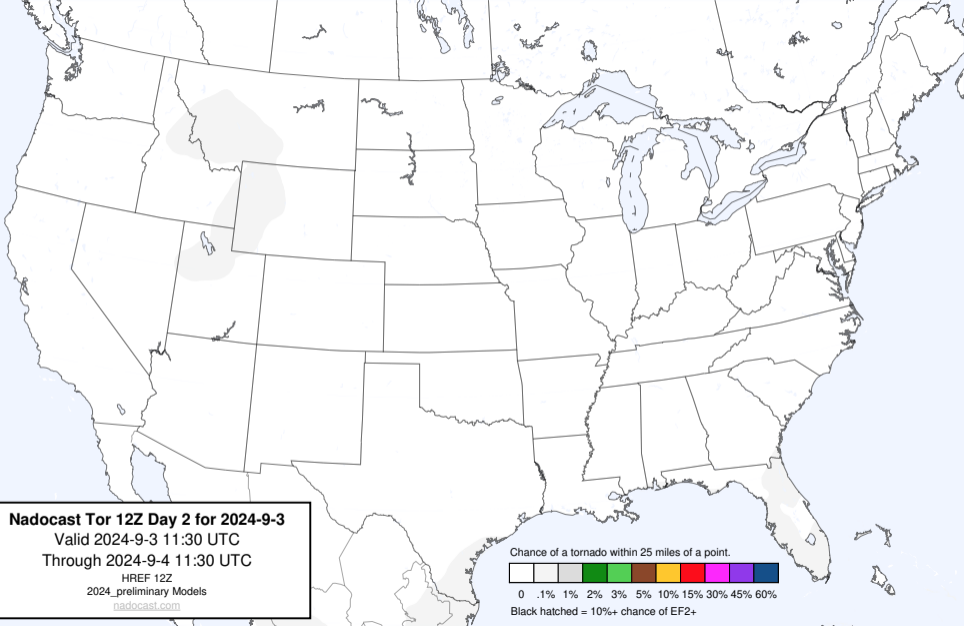 Nadocast Tor 12Z Day 2 for 2024-9-3
Valid 2024-9-3 11:30 UTC
Through 2024-9-4 11:30 UTC
HREF 12Z
2024_preliminary Models
nadocast.com
Chance of a tornado within 25 miles of a point.
0 .1% 1% 2% 3% 5% 10% 15% 30% 45% 60%
Black hatched = 10%+ chance of EF2+